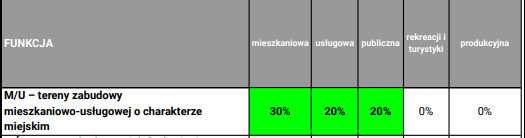 FUNKCJA
mieszkaniowa
usługowa
publiczna
rekreacji i
turystyki
produkcyjna
M/U – tereny zabudowy
mieszkaniowo-usługowej o charakterze
miejskim
30%
20%
20%
0%
0%